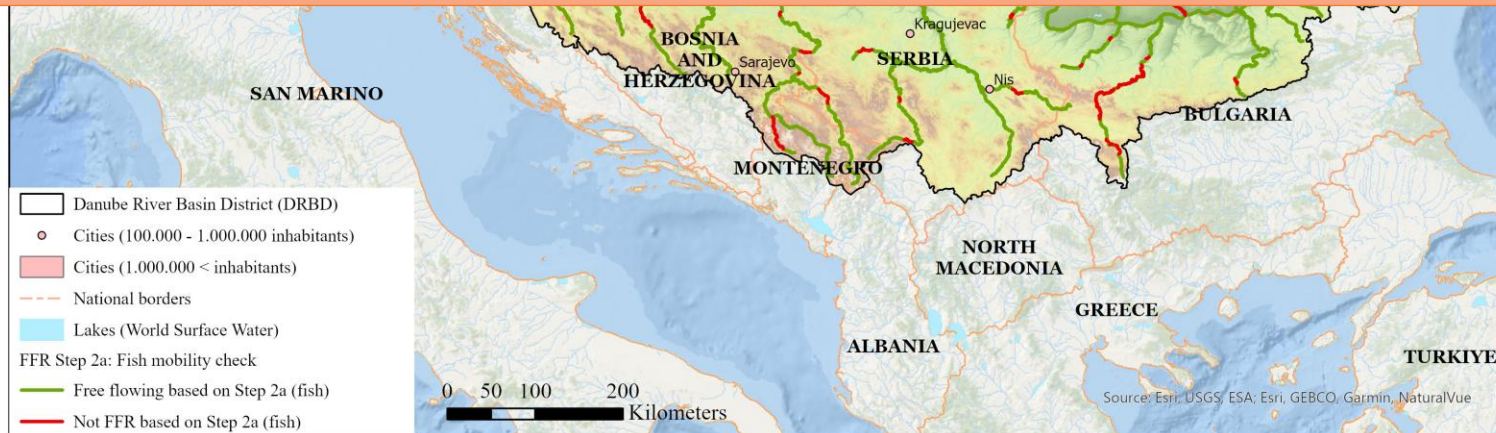 Kragujevac
BOSNIA
AND
HERZEGOVINA
Sarajevo
SERBIA
Nis
SAN MARINO
BULGARIA
MONTENEGRO
Danube River Basin District (DRBD)
Cities (100.000 - 1.000.000 inhabitants)
Cities (1.000.000 < inhabitants)
National borders
Lakes (World Surface Water)
FFR Step 2a: Fish mobility check
Free flowing based on Step 2a (fish)
Not FFR based on Step 2a (fish)
NORTH
MACEDONIA
GREECE
ALBANIA
TURKIYE
0 50 100 200
Kilometers
Source: Esri, USGS, ESA; Esri, GEBCO, Garmin, NaturalVue